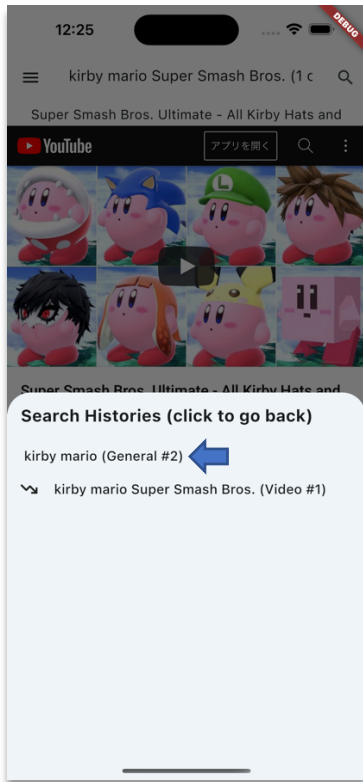 12:25
DEBUG
kirby mario Super Smash Bros. (1 c
Super Smash Bros. Ultimate - All Kirby Hats and
YouTube
アプリを開く
L
Super Smash Bros. Ultimate - All Kirby Hats and
Search Histories (click to go back)
kirby mario (General #2)
kirby mario Super Smash Bros. (Video #1)